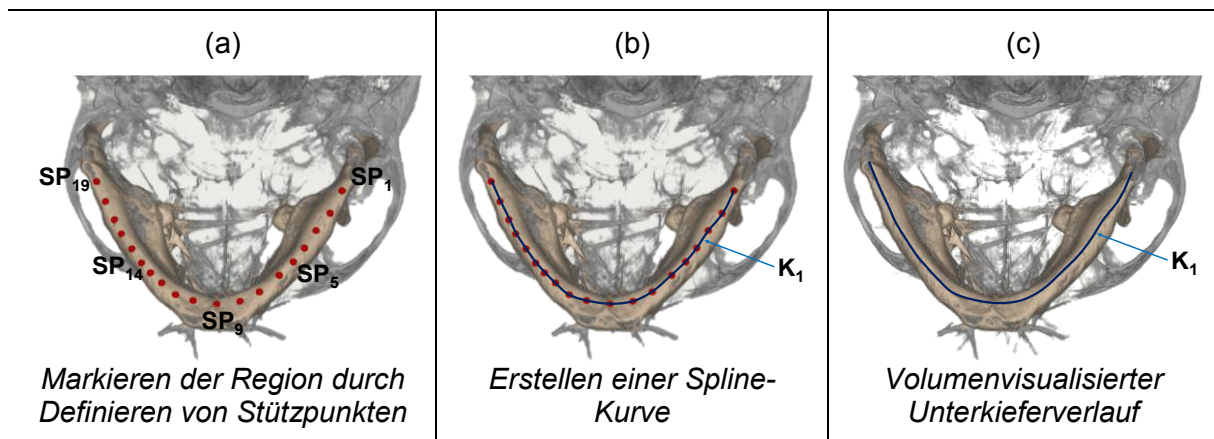 (a)
SP19
SP1
SP14
SP5
SP9
Markieren der Region durch
Definieren von Stützpunkten
(b)
K1
Erstellen einer Spline-
Kurve
(c)
K1
Volumenvisualisierter
Unterkieferverlauf